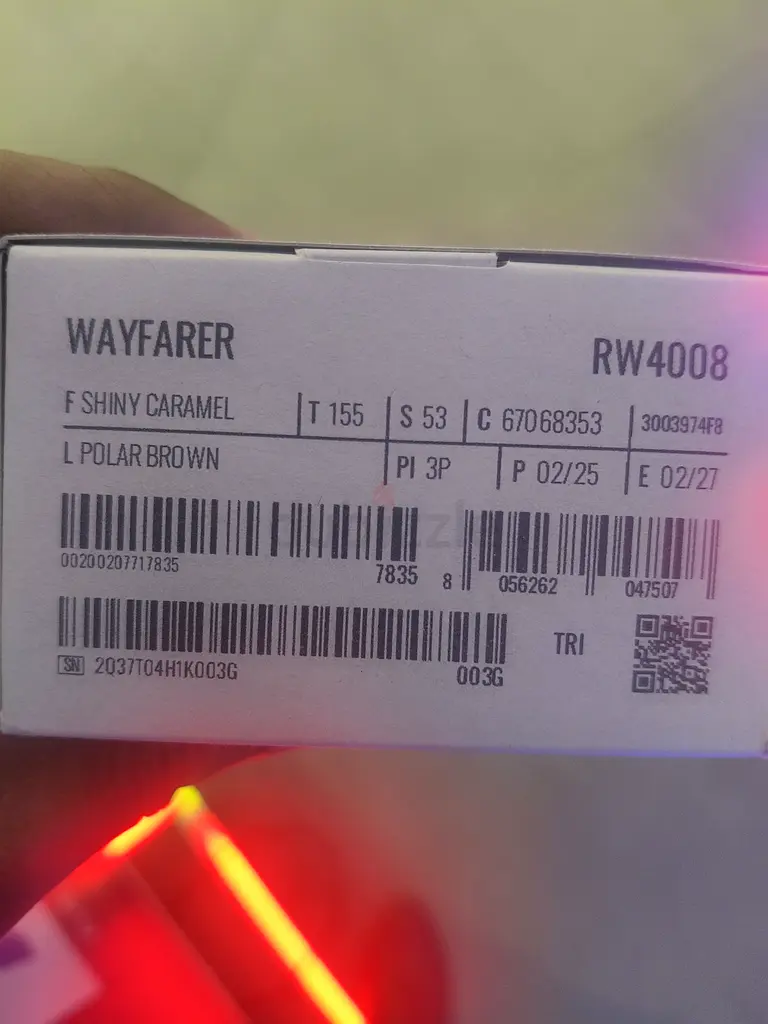 WAYFARER
RW4008
F SHINY CARAMEL T 155 S 53 C 67068353 3003974F8
L POLAR BROWN PI 3P P 02/25 E 02/27
00200207717835 7835 8 056262 047507
TRI
SN 2Q37T04H1K003G 003G
dubizzle